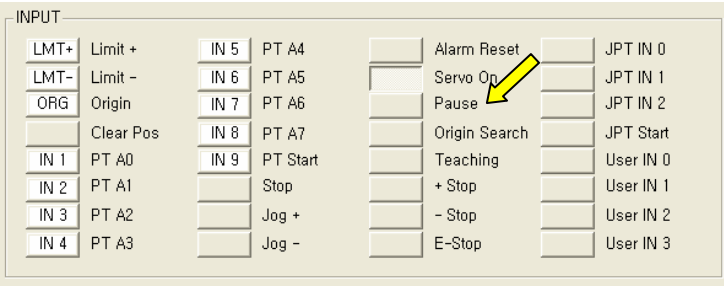 INPUT
LMT+ Limit + IN 5 PT A4 Alarm Reset JPT IN 0
LMT- Limit - IN 6 PT A5 Servo On JPT IN 1
ORG Origin IN 7 PT A6 Pause JPT IN 2
Clear Pos IN 8 PT A7 Origin Search JPT Start
IN 1 PT A0 IN 9 PT Start Teaching User IN 0
IN 2 PT A1 Stop + Stop User IN 1
IN 3 PT A2 Jog + - Stop User IN 2
IN 4 PT A3 Jog - E-Stop User IN 3